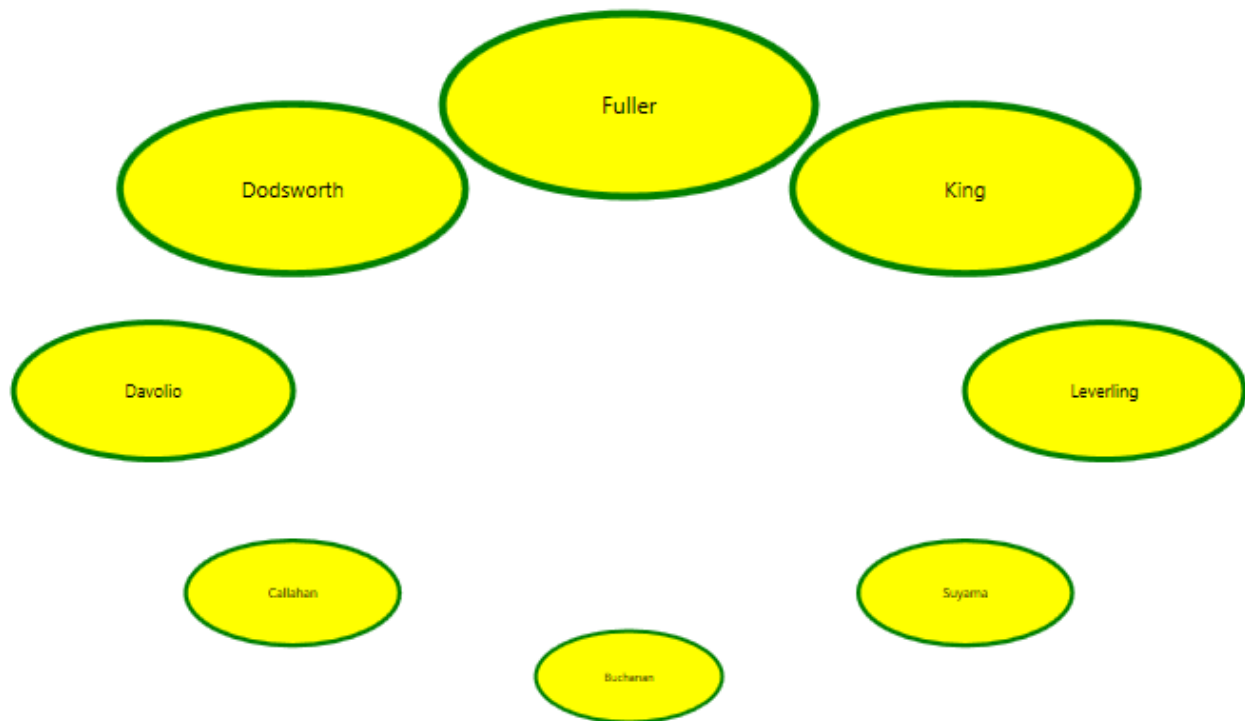 Fuller
Dodsworth
King
Davolio
Leverling
Callahan
Suyama
Buchanan